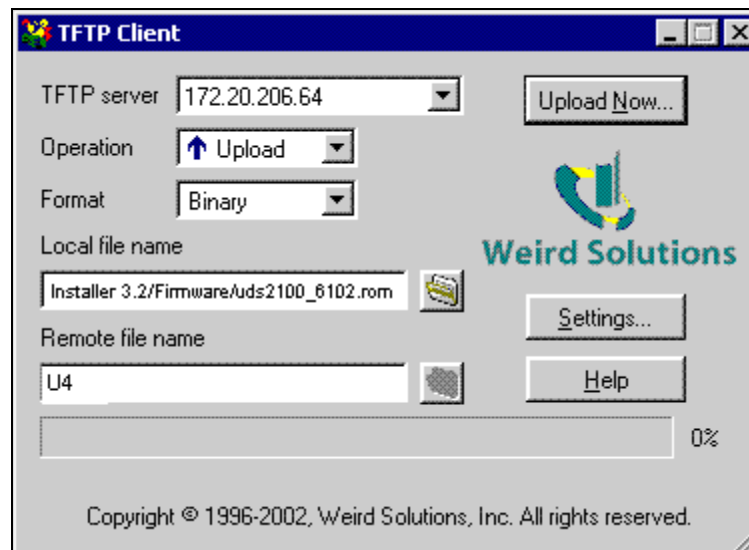 TFTP Client
TFTP server 172.20.206.64 Upload Now...
Operation Upload
Format Binary
Weird Solutions
Local file name
Installer 3.2/Firmware/uds2100_6102.rom
Settings...
Remote file name
U4
Help
0%
Copyright © 1996-2002, Weird Solutions, Inc. All rights reserved.